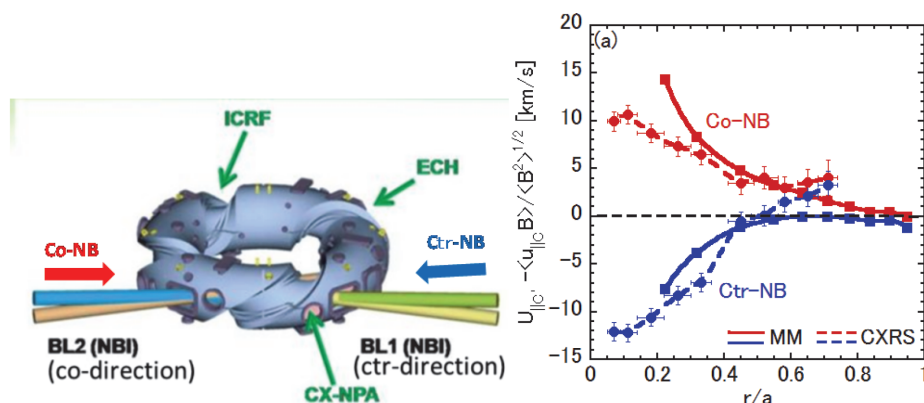 ICRF
ECH
Co-NB
Ctr-NB
BL2 (NBI)
(co-direction)
BL1 (NBI)
(ctr-direction)
CX-NPA
(a)
U||C' -<u||C B>/<B²>^1/2 [km/s]
20
15
10
5
0
-5
-10
-15
Co-NB
Ctr-NB
MM
CXRS
0 0.2 0.4 0.6 0.8 1
r/a